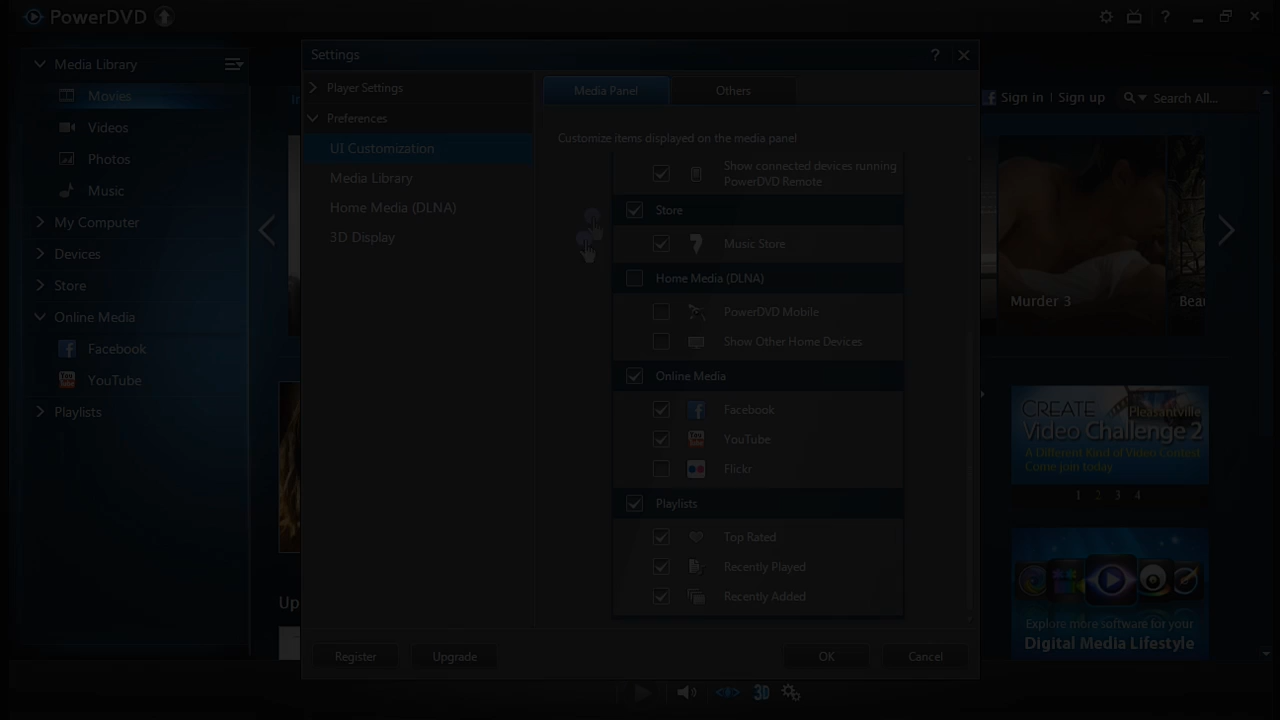 PowerDVD
Settings
Media Library
Movies
Videos
Photos
Music
My Computer
Devices
Store
Online Media
Facebook
YouTube
Playlists
Player Settings
Preferences
UI Customization
Media Library
Home Media (DLNA)
3D Display
Media Panel
Others
Customize items displayed on the media panel
Show connected devices running
PowerDVD Remote
Store
Music Store
Home Media (DLNA)
PowerDVD Mobile
Show Other Home Devices
Online Media
Facebook
YouTube
Flickr
Playlists
Top Rated
Recently Played
Recently Added
Register
Upgrade
OK
Cancel
Sign in | Sign up
Search All...
Murder 3
CREATE Pleasantville
Video Challenge 2
A Different Kind of Video Contest
Come join today
1 2 3 4
Explore more software for your
Digital Media Lifestyle
Up
3D